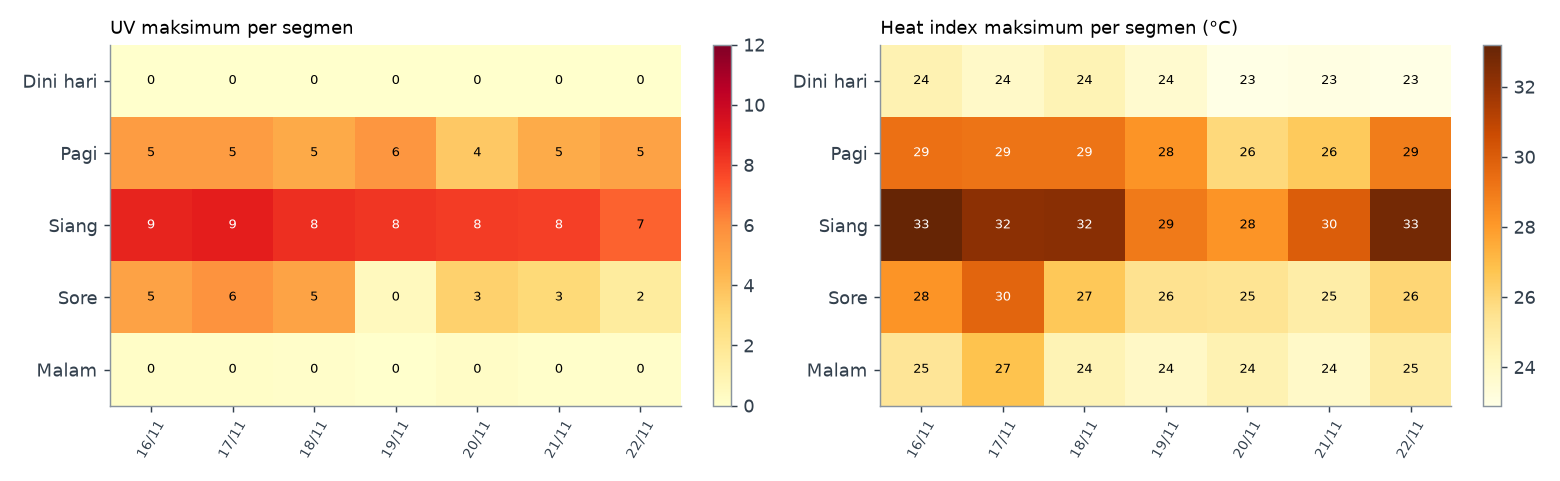 UV maksimum per segmen
Dini hari 0 0 0 0 0 0 0
Pagi 5 5 5 6 4 5 5
Siang 9 9 8 8 8 8 7
Sore 5 6 5 0 3 3 2
Malam 0 0 0 0 0 0 0
16/11 17/11 18/11 19/11 20/11 21/11 22/11
12
10
8
6
4
2
0
Heat index maksimum per segmen (°C)
Dini hari 24 24 24 24 23 23 23
Pagi 29 29 29 28 26 26 29
Siang 33 32 32 29 28 30 33
Sore 28 30 27 26 25 25 26
Malam 25 27 24 24 24 24 25
16/11 17/11 18/11 19/11 20/11 21/11 22/11
32
30
28
26
24